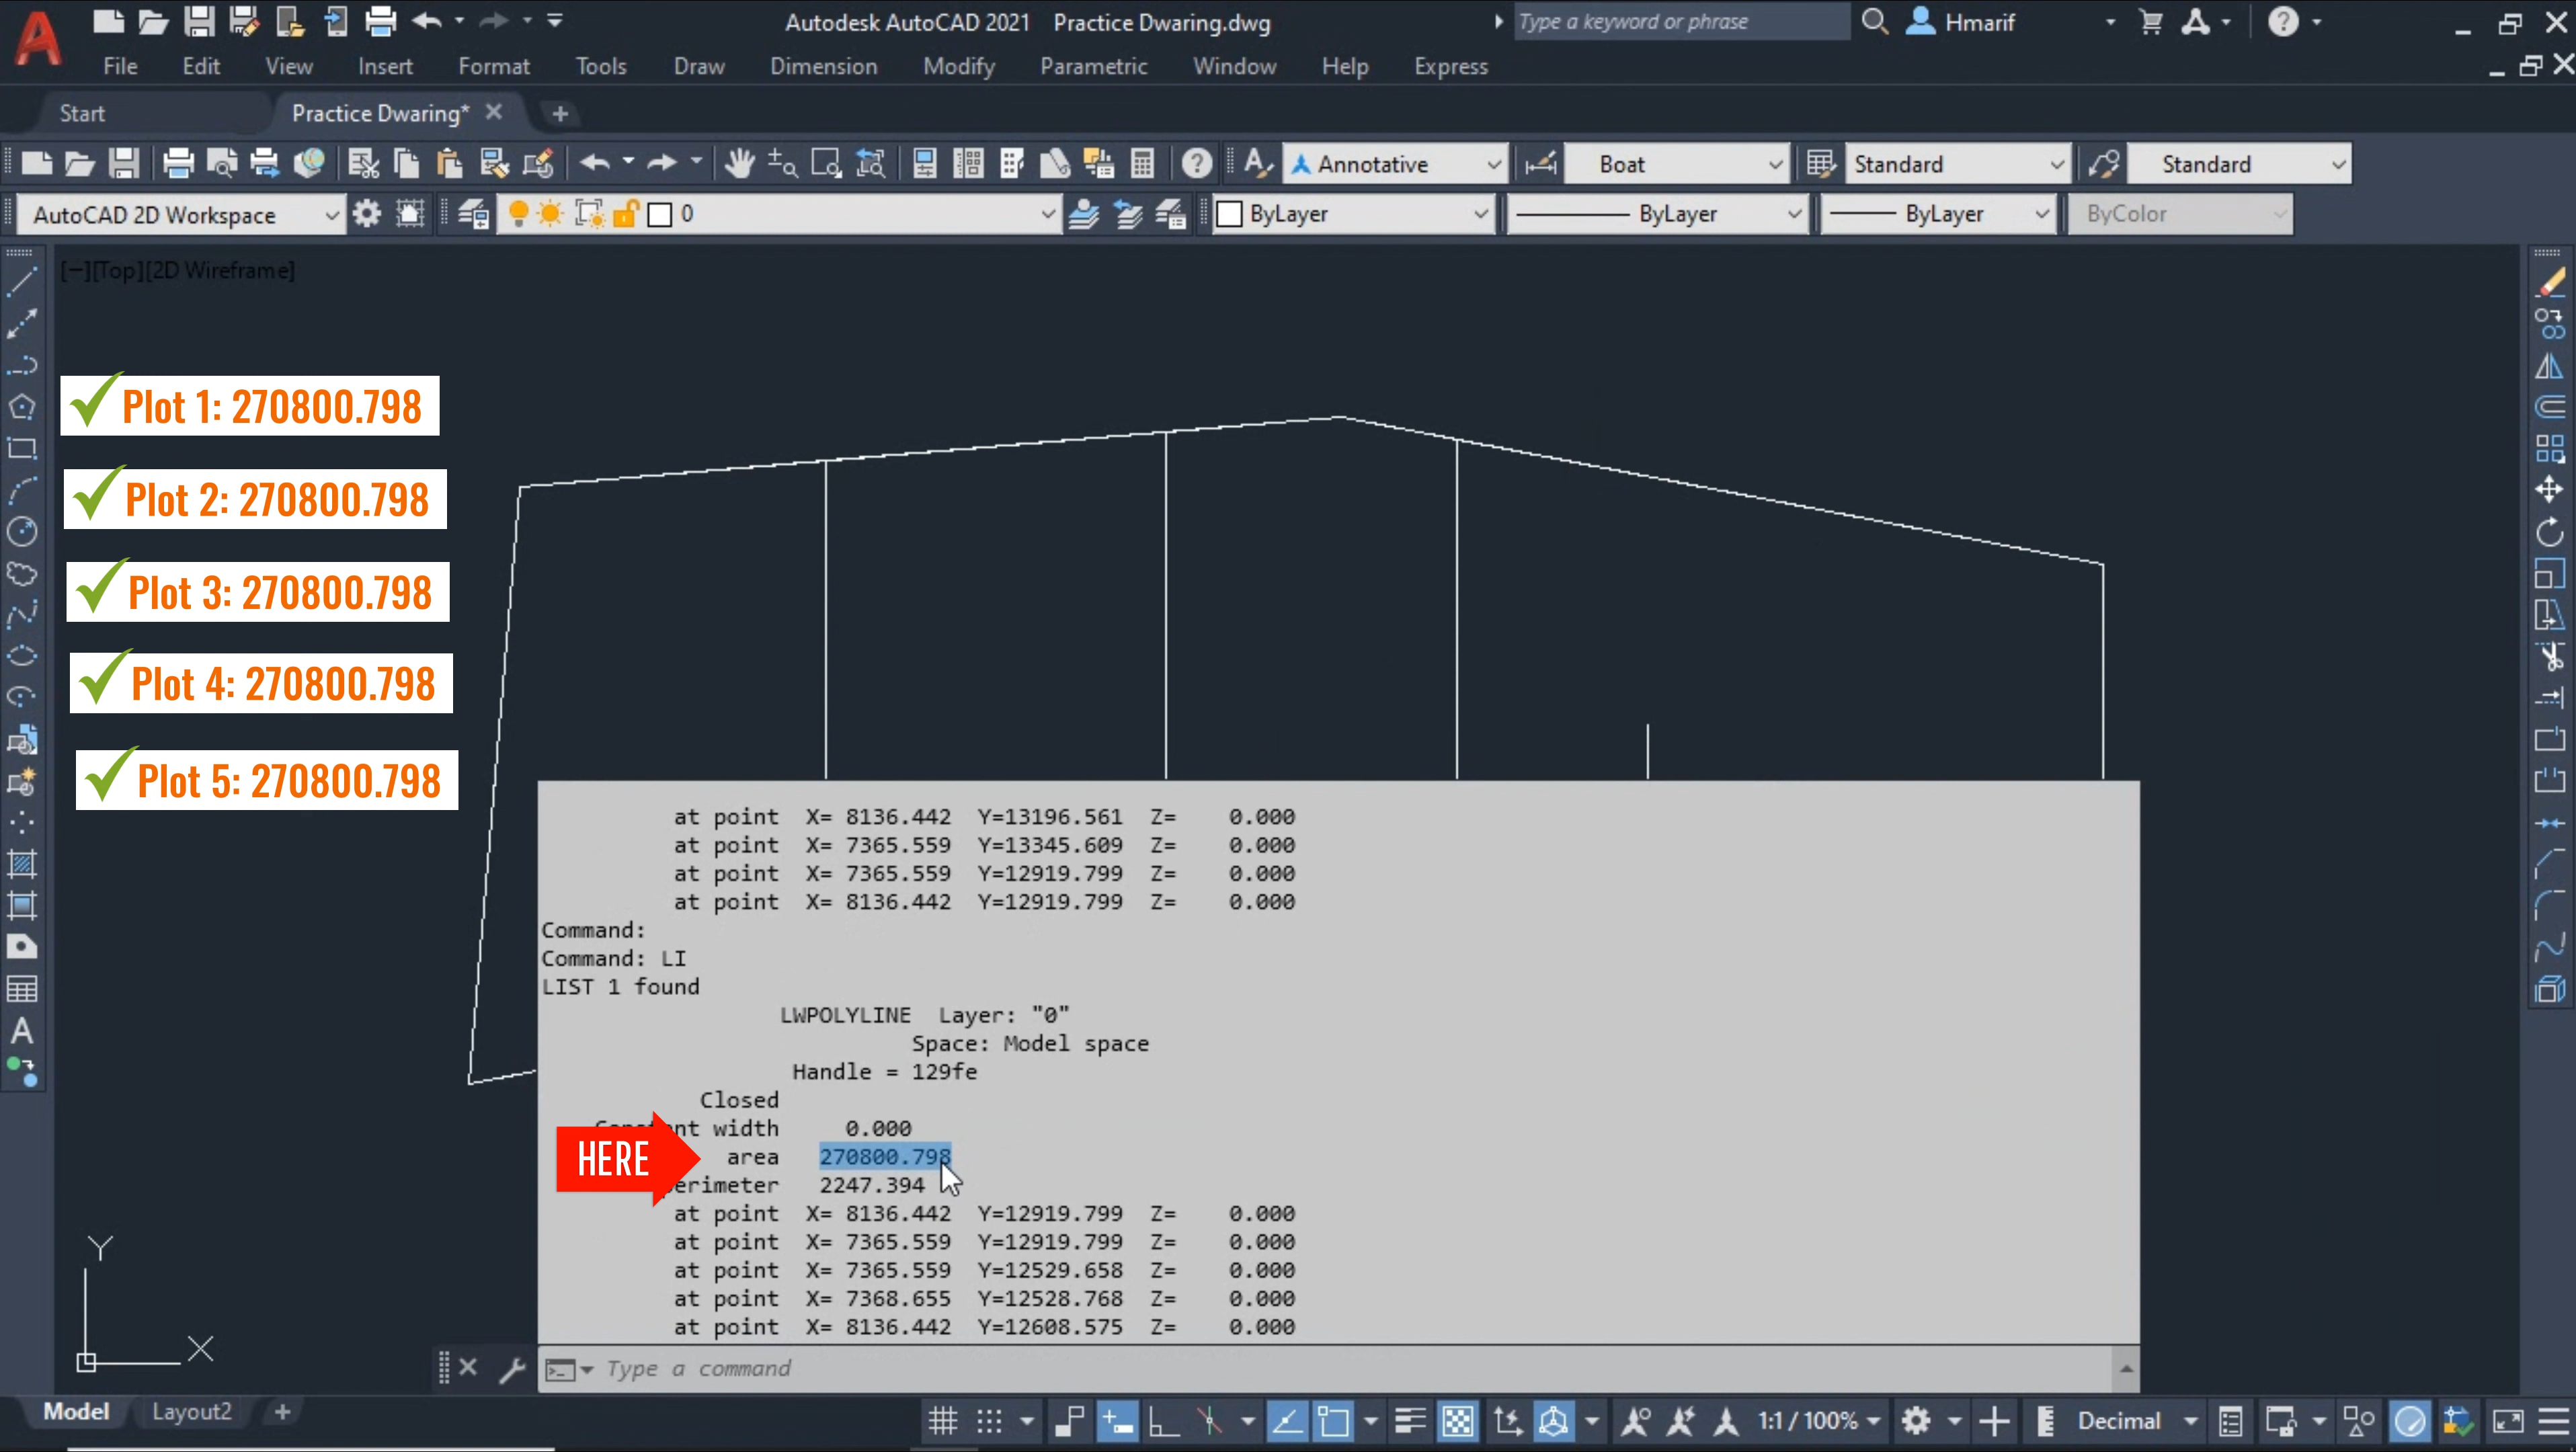 Autodesk AutoCAD 2021 Practice Dwaring.dwg
Type a keyword or phrase
Hmarif
File Edit View Insert Format Tools Draw Dimension Modify Parametric Window Help Express
Start Practice Dwaring*
Annotative Boat Standard Standard
AutoCAD 2D Workspace 0 ByLayer ByLayer ByLayer ByColor
[−][Top][2D Wireframe]
Plot 1: 270800.798
Plot 2: 270800.798
Plot 3: 270800.798
Plot 4: 270800.798
Plot 5: 270800.798
at point X= 8136.442 Y=13196.561 Z= 0.000
at point X= 7365.559 Y=13345.609 Z= 0.000
at point X= 7365.559 Y=12919.799 Z= 0.000
at point X= 8136.442 Y=12919.799 Z= 0.000
Command:
Command: LI
LIST 1 found
LWPOLYLINE Layer: "0"
Space: Model space
Handle = 129fe
Closed
width 0.000
HERE
area 270800.798
perimeter 2247.394
at point X= 8136.442 Y=12919.799 Z= 0.000
at point X= 7365.559 Y=12919.799 Z= 0.000
at point X= 7365.559 Y=12529.658 Z= 0.000
at point X= 7368.655 Y=12528.768 Z= 0.000
at point X= 8136.442 Y=12608.575 Z= 0.000
Y
X
Type a command
Model Layout2 +
1:1 / 100% Decimal